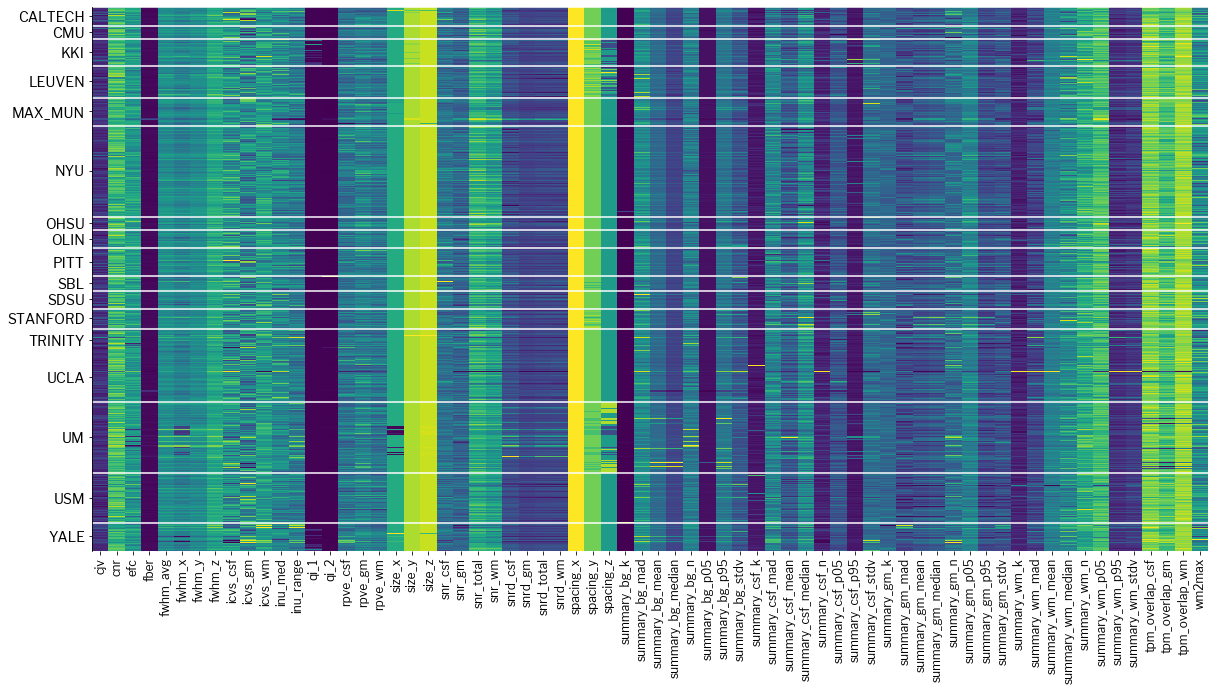 CALTECH
CMU
KKI
LEUVEN
MAX_MUN
NYU
OHSU
OLIN
PITT
SBL
SDSU
STANFORD
TRINITY
UCLA
UM
USM
YALE
cjv
cnr
efc
fber
fwhm_avg
fwhm_x
fwhm_y
fwhm_z
icvs_csf
icvs_gm
icvs_wm
inu_med
inu_range
qi_1
qi_2
rpve_csf
rpve_gm
rpve_wm
size_x
size_y
size_z
snr_csf
snr_gm
snr_total
snr_wm
snrd_csf
snrd_gm
snrd_total
snrd_wm
spacing_x
spacing_y
spacing_z
summary_bg_k
summary_bg_mad
summary_bg_mean
summary_bg_median
summary_bg_n
summary_bg_p05
summary_bg_p95
summary_bg_stdv
summary_csf_k
summary_csf_mad
summary_csf_mean
summary_csf_median
summary_csf_n
summary_csf_p05
summary_csf_p95
summary_csf_stdv
summary_gm_k
summary_gm_mad
summary_gm_mean
summary_gm_median
summary_gm_n
summary_gm_p05
summary_gm_p95
summary_gm_stdv
summary_wm_k
summary_wm_mad
summary_wm_mean
summary_wm_median
summary_wm_n
summary_wm_p05
summary_wm_p95
summary_wm_stdv
tpm_overlap_csf
tpm_overlap_gm
tpm_overlap_wm
wm2max